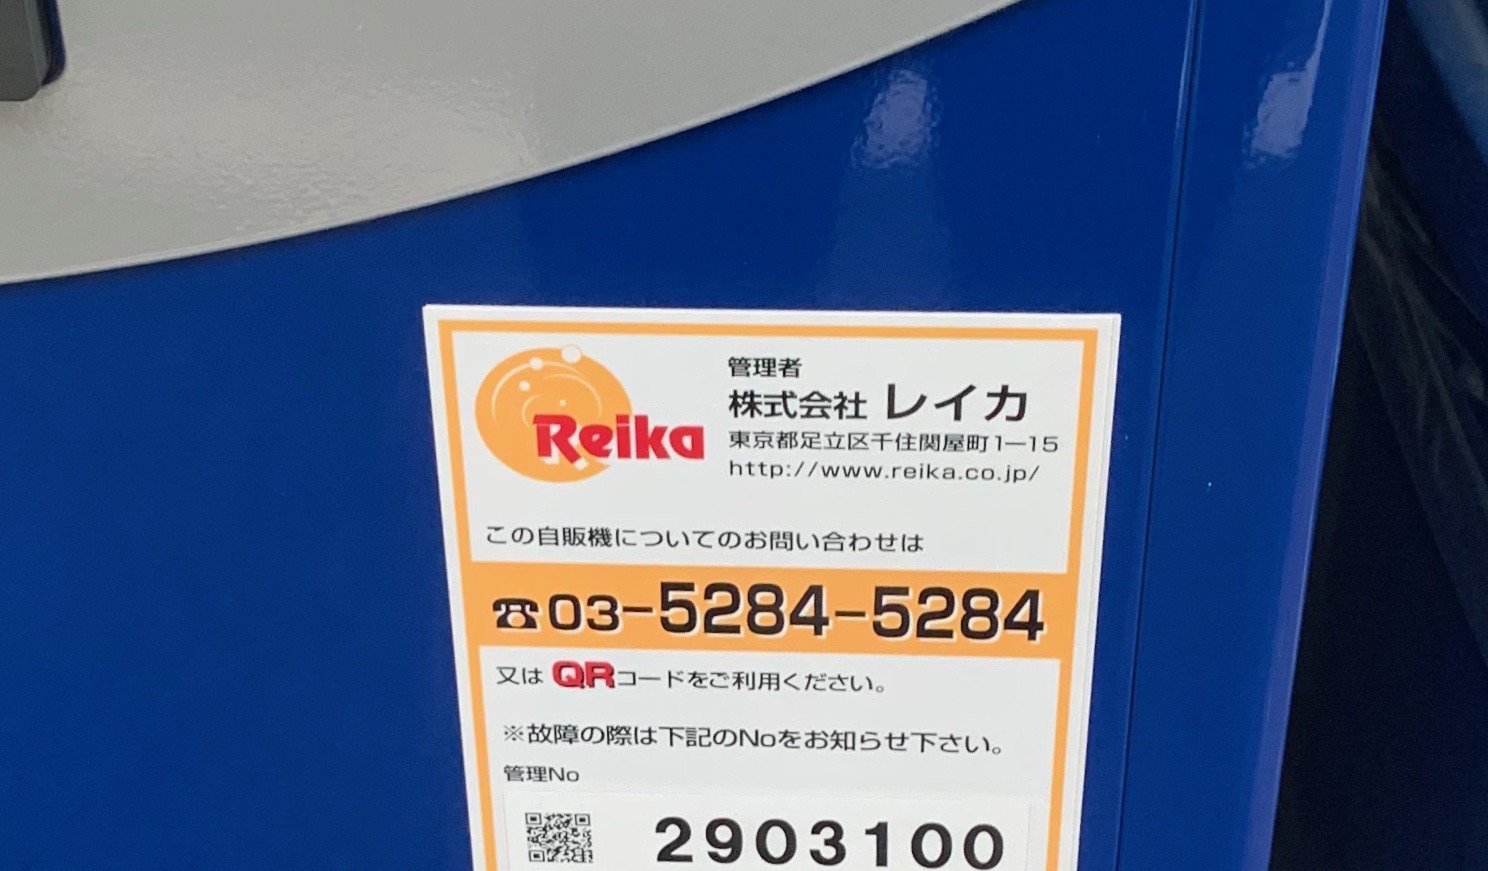 Reika
管理者
株式会社 レイカ
東京都足立区千住関屋町1ー15
http://www.reika.co.jp/
この自販機についてのお問い合わせは
☎03-5284-5284
又は QRコードをご利用ください。
※故障の際は下記のNoをお知らせ下さい。
管理No
2903100